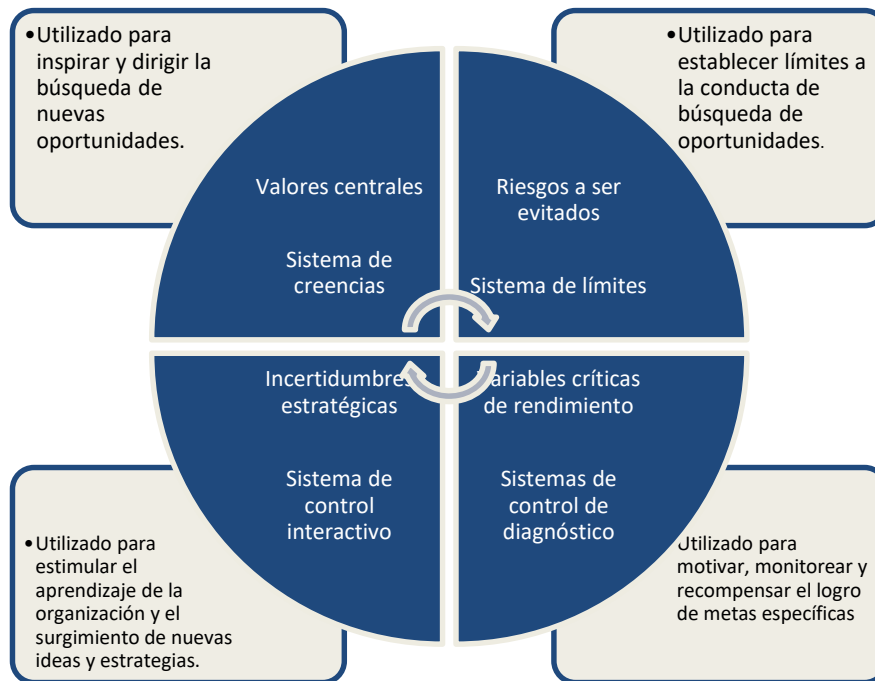 •Utilizado para
inspirar y dirigir la
búsqueda de
nuevas
oportunidades.
•Utilizado para
establecer límites a
la conducta de
búsqueda de
oportunidades.
Valores centrales
Sistema de
creencias
Riesgos a ser
evitados
Sistema de límites
Incertidumbres
estratégicas
Sistema de
control
interactivo
Variables críticas
de rendimiento
Sistemas de
control de
diagnóstico
•Utilizado para
estimular el
aprendizaje de la
organización y el
surgimiento de nuevas
ideas y estrategias.
Utilizado para
motivar, monitorear y
recompensar el logro
de metas específicas